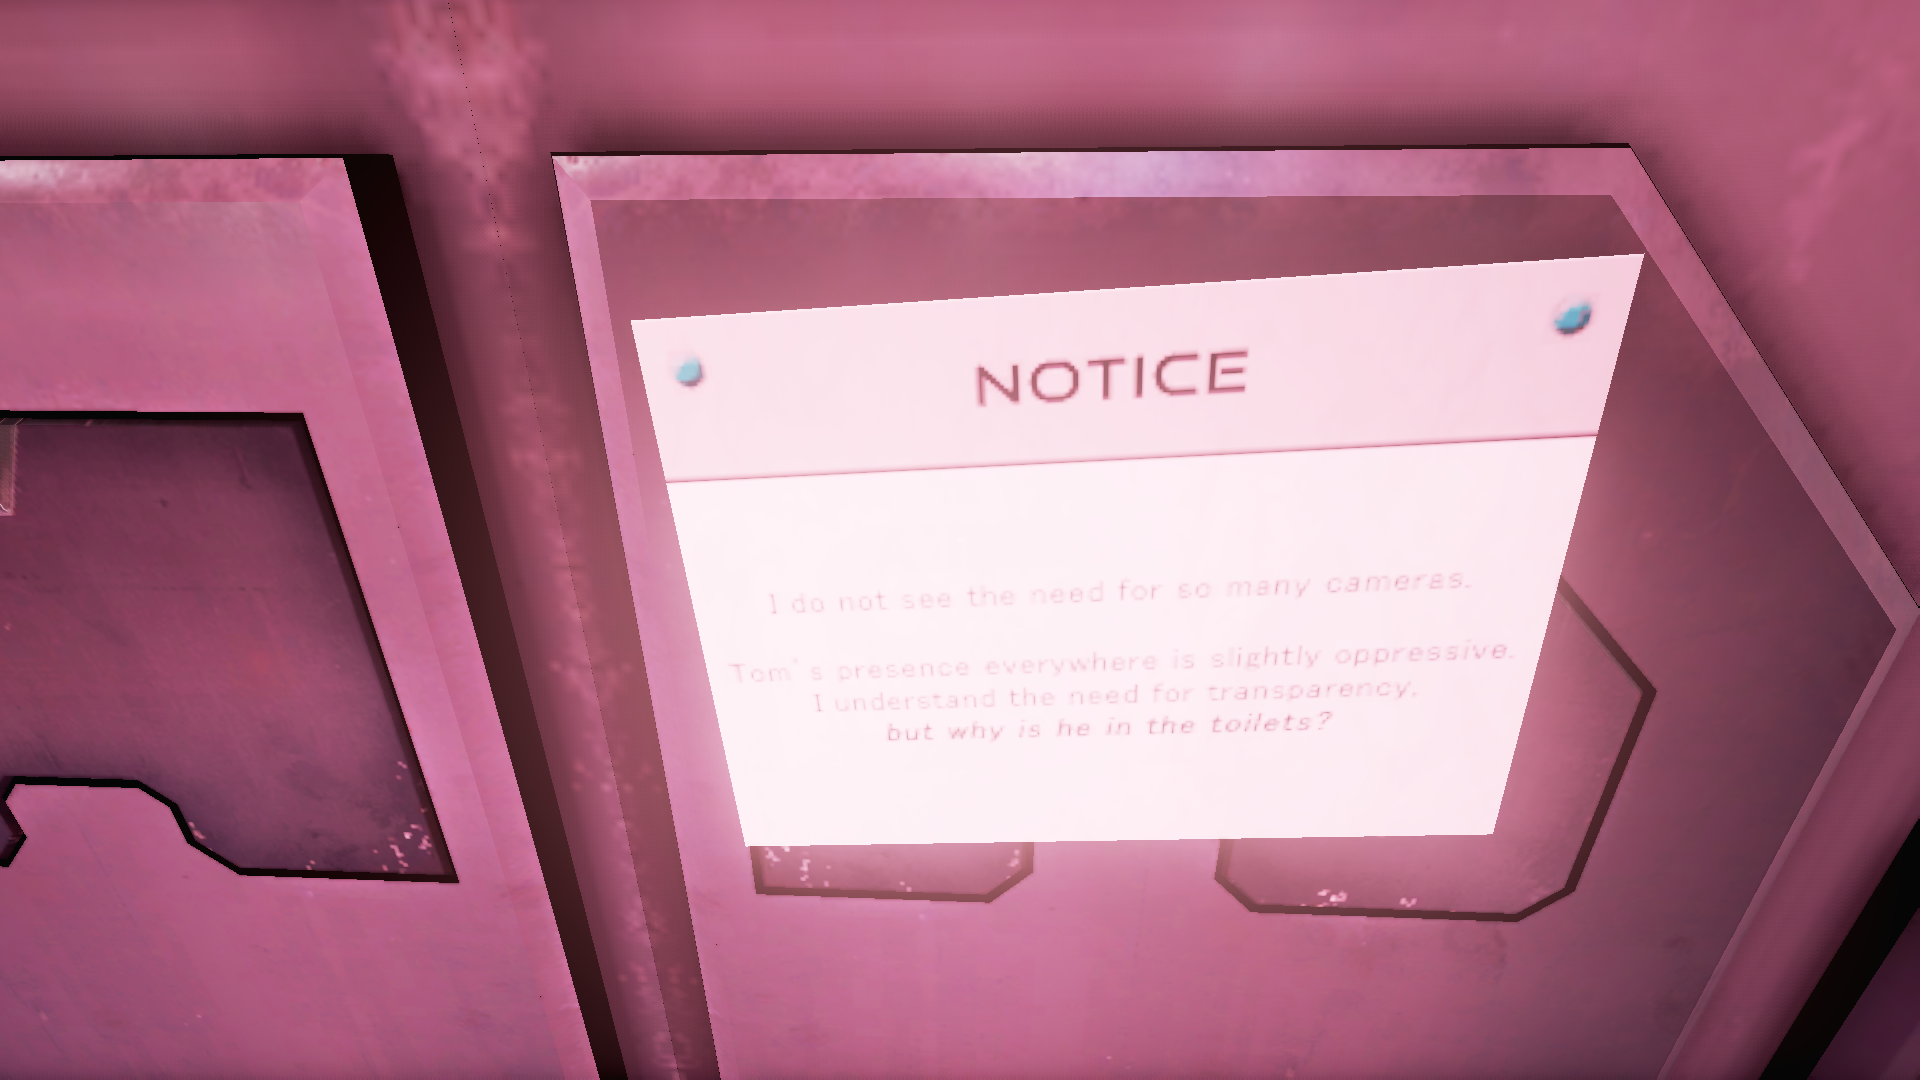 NOTICE
I do not see the need for so many cameras.
Tom's presence everywhere is slightly oppressive.
I understand the need for transparency,
but why is he in the toilets?